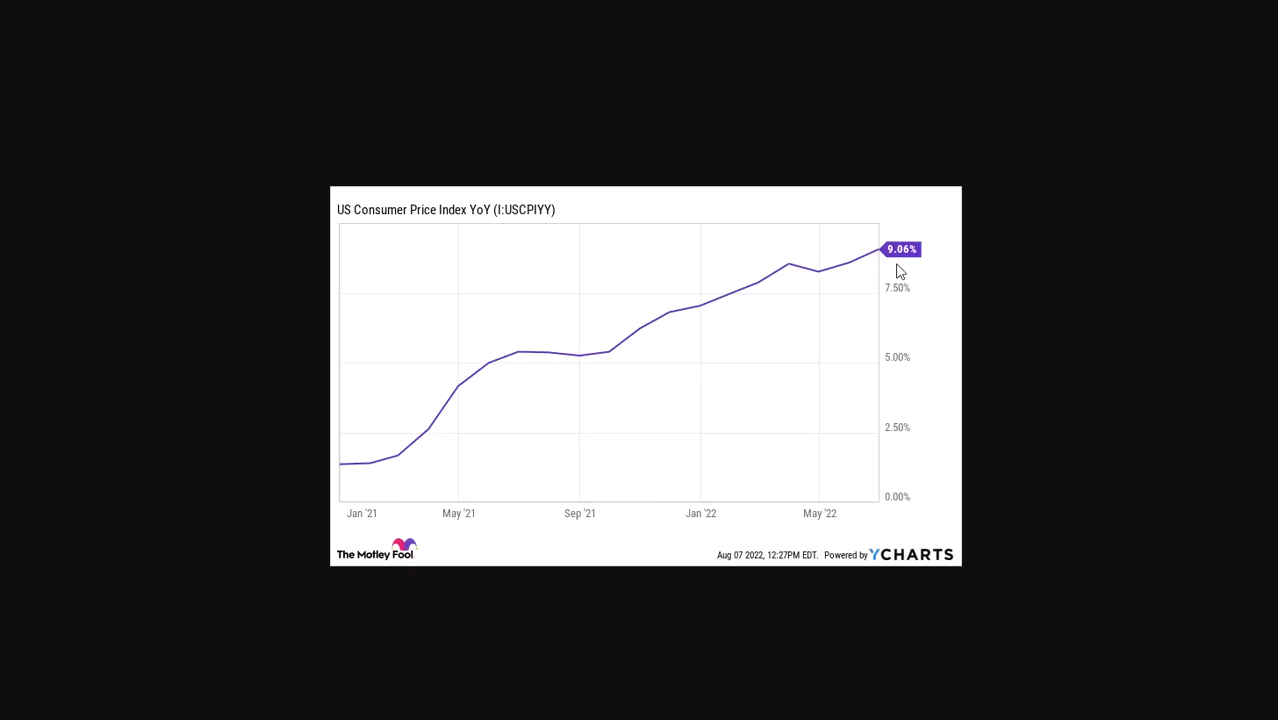 US Consumer Price Index YoY (I:USCPIYY)
9.06%
7.50%
5.00%
2.50%
0.00%
Jan '21 May '21 Sep '21 Jan '22 May '22
The Motley Fool
Aug 07 2022, 12:27PM EDT. Powered by YCHARTS